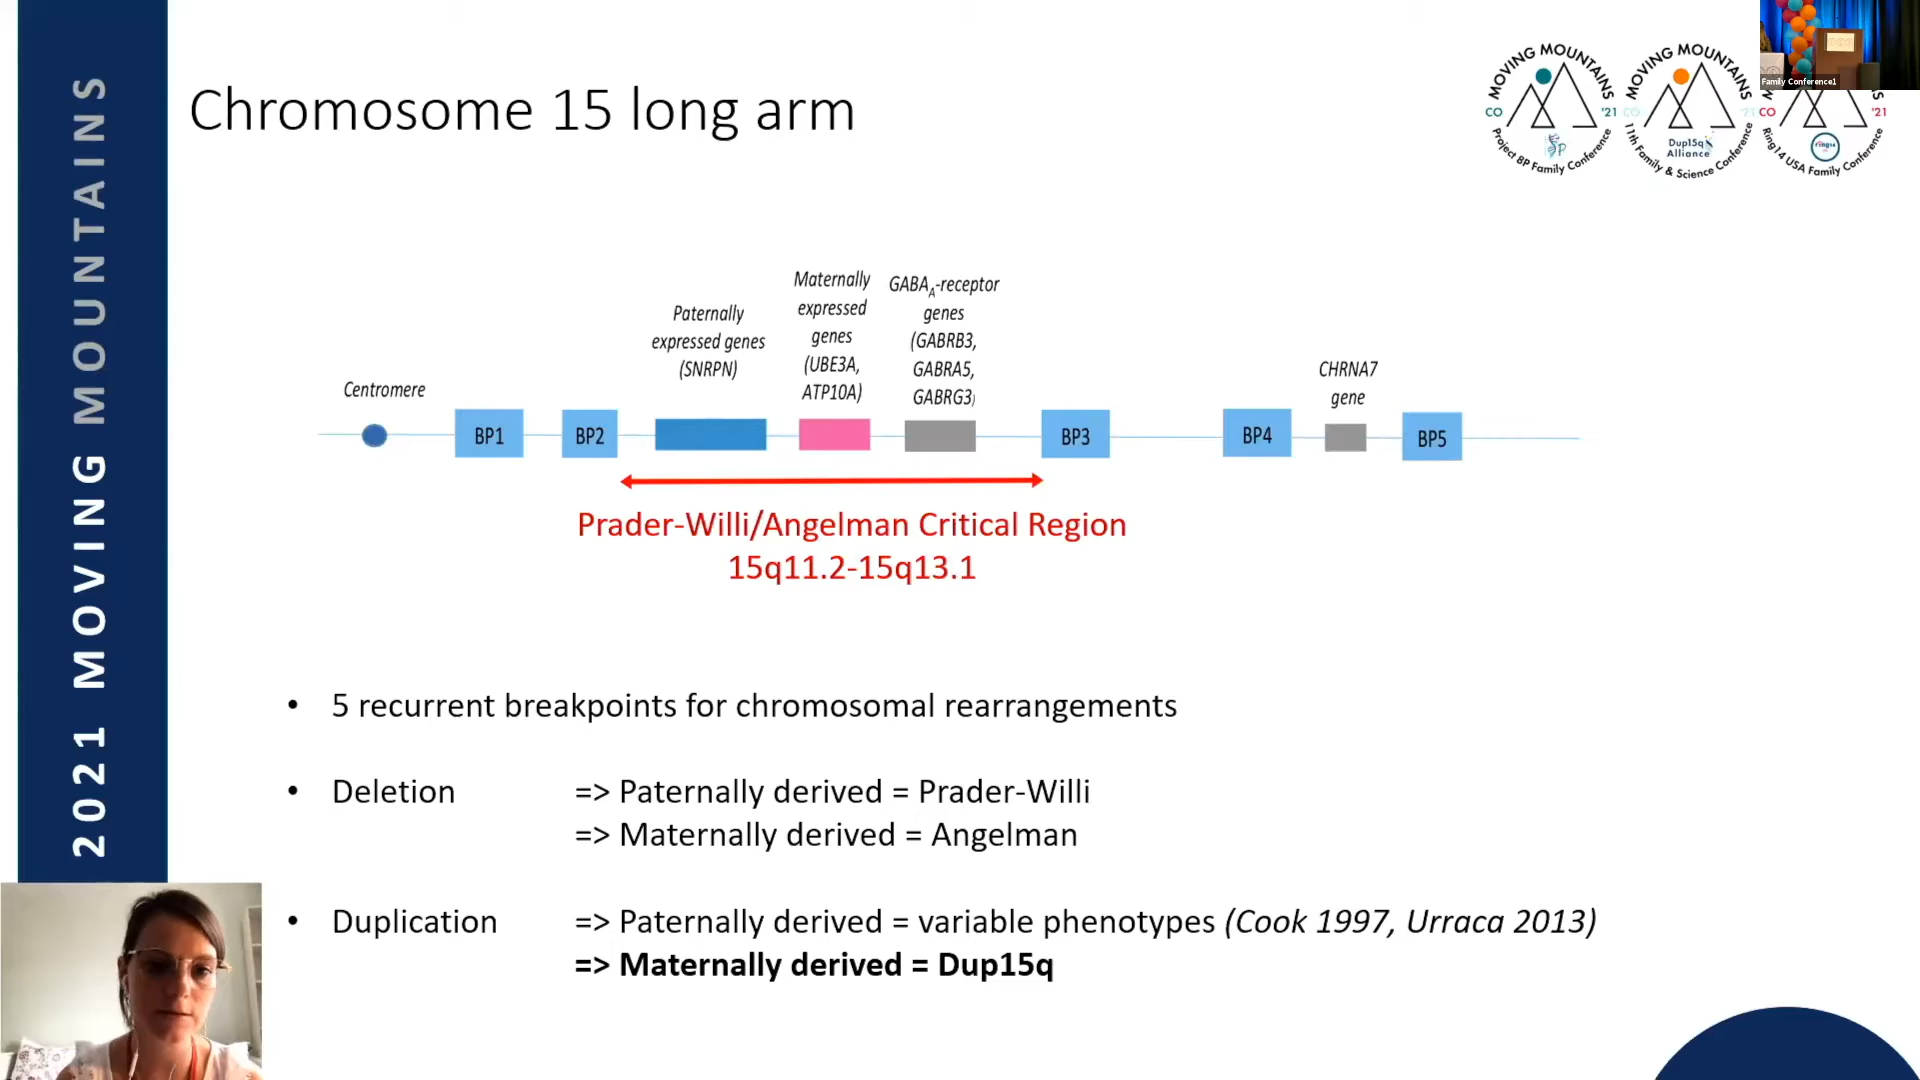 2021 MOVING MOUNTAINS
Chromosome 15 long arm
MOVING MOUNTAINS
CO '21
Project 8P Family Conference
MOVING MOUNTAINS
CO '21
Dup15q
Alliance
11th Family & Science Conference
CO '21
ring14
Ring14 USA Family Conference
Family Conference1
Centromere
Paternally
expressed genes
(SNRPN)
Maternally
expressed
genes
(UBE3A,
ATP10A)
GABAA-receptor
genes
(GABRB3,
GABRA5,
GABRG3)
CHRNA7
gene
BP1
BP2
BP3
BP4
BP5
Prader-Willi/Angelman Critical Region
15q11.2-15q13.1
• 5 recurrent breakpoints for chromosomal rearrangements
• Deletion => Paternally derived = Prader-Willi
=> Maternally derived = Angelman
• Duplication => Paternally derived = variable phenotypes (Cook 1997, Urraca 2013)
=> Maternally derived = Dup15q